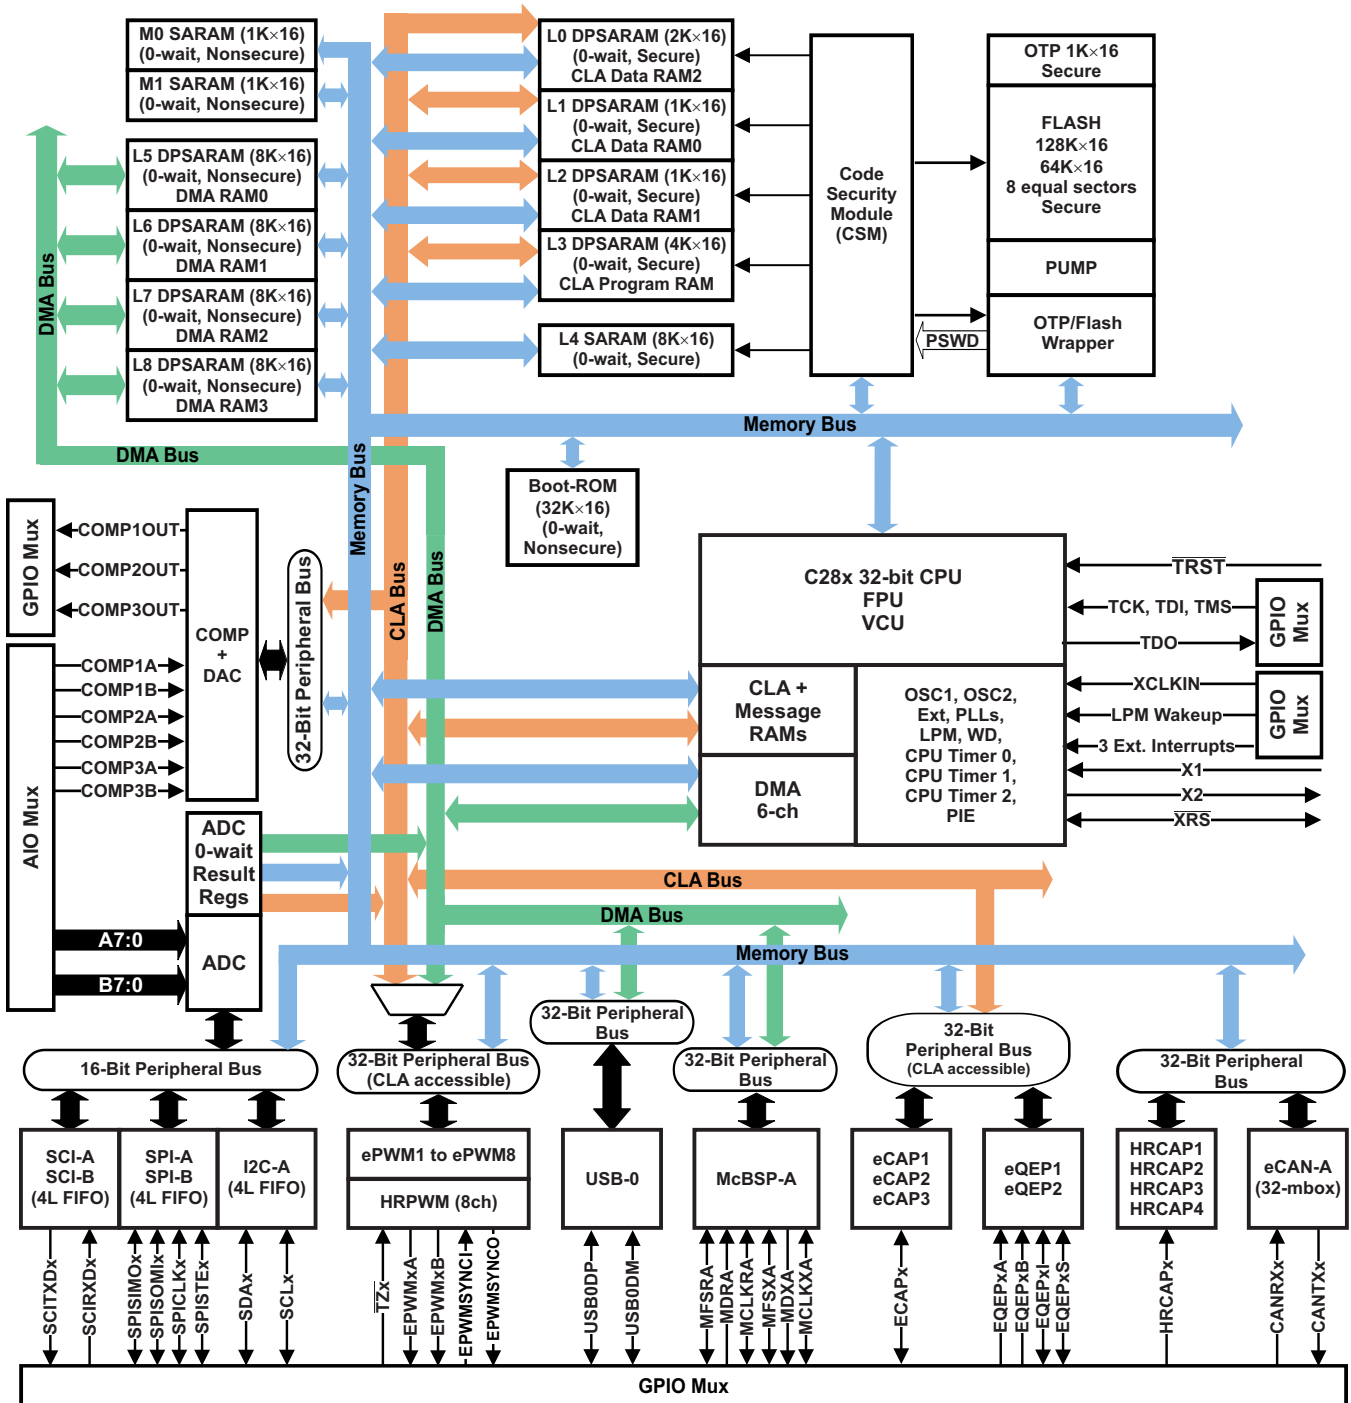 M0 SARAM (1K×16)
(0-wait, Nonsecure)
M1 SARAM (1K×16)
(0-wait, Nonsecure)
L5 DPSARAM (8K×16)
(0-wait, Nonsecure)
DMA RAM0
L6 DPSARAM (8K×16)
(0-wait, Nonsecure)
DMA RAM1
L7 DPSARAM (8K×16)
(0-wait, Nonsecure)
DMA RAM2
L8 DPSARAM (8K×16)
(0-wait, Nonsecure)
DMA RAM3
DMA Bus
L0 DPSARAM (2K×16)
(0-wait, Secure)
CLA Data RAM2
L1 DPSARAM (1K×16)
(0-wait, Secure)
CLA Data RAM0
L2 DPSARAM (1K×16)
(0-wait, Secure)
CLA Data RAM1
L3 DPSARAM (4K×16)
(0-wait, Secure)
CLA Program RAM
L4 SARAM (8K×16)
(0-wait, Secure)
Code
Security
Module
(CSM)
OTP 1K×16
Secure
FLASH
128K×16
64K×16
8 equal sectors
Secure
PUMP
OTP/Flash
Wrapper
PSWD
Memory Bus
DMA Bus
Memory Bus
CLA Bus
DMA Bus
Boot-ROM
(32K×16)
(0-wait,
Nonsecure)
GPIO Mux
COMP1OUT
COMP2OUT
COMP3OUT
COMP
+
DAC
32-Bit Peripheral Bus
AIO Mux
COMP1A
COMP1B
COMP2A
COMP2B
COMP3A
COMP3B
C28x 32-bit CPU
FPU
VCU
CLA +
Message
RAMs
DMA
6-ch
OSC1, OSC2,
Ext, PLLs,
LPM, WD,
CPU Timer 0,
CPU Timer 1,
CPU Timer 2,
PIE
TRST
TCK, TDI, TMS
TDO
GPIO
Mux
XCLKIN
LPM Wakeup
3 Ext. Interrupts
GPIO
Mux
X1
X2
XRS
ADC
0-wait
Result
Regs
ADC
A7:0
B7:0
CLA Bus
DMA Bus
Memory Bus
16-Bit Peripheral Bus
32-Bit Peripheral Bus
(CLA accessible)
32-Bit Peripheral
Bus
32-Bit Peripheral
Bus
32-Bit
Peripheral Bus
(CLA accessible)
32-Bit Peripheral
Bus
SCI-A
SCI-B
(4L FIFO)
SPI-A
SPI-B
(4L FIFO)
I2C-A
(4L FIFO)
ePWM1 to ePWM8
HRPWM (8ch)
USB-0
McBSP-A
eCAP1
eCAP2
eCAP3
eQEP1
eQEP2
HRCAP1
HRCAP2
HRCAP3
HRCAP4
eCAN-A
(32-mbox)
SCITXDx
SCIRXDx
SPISIMOx
SPISOMIx
SPICLKx
SPISTEx
SDAx
SCLx
TZx
EPWMxA
EPWMxB
EPWMSYNCI
EPWMSYNCO
USB0DP
USB0DM
MFSRA
MDRA
MCLKRA
MFSXA
MDXA
MCLKXA
ECAPx
EQEPxA
EQEPxB
EQEPxI
EQEPxS
HRCAPx
CANRXx
CANTXx
GPIO Mux